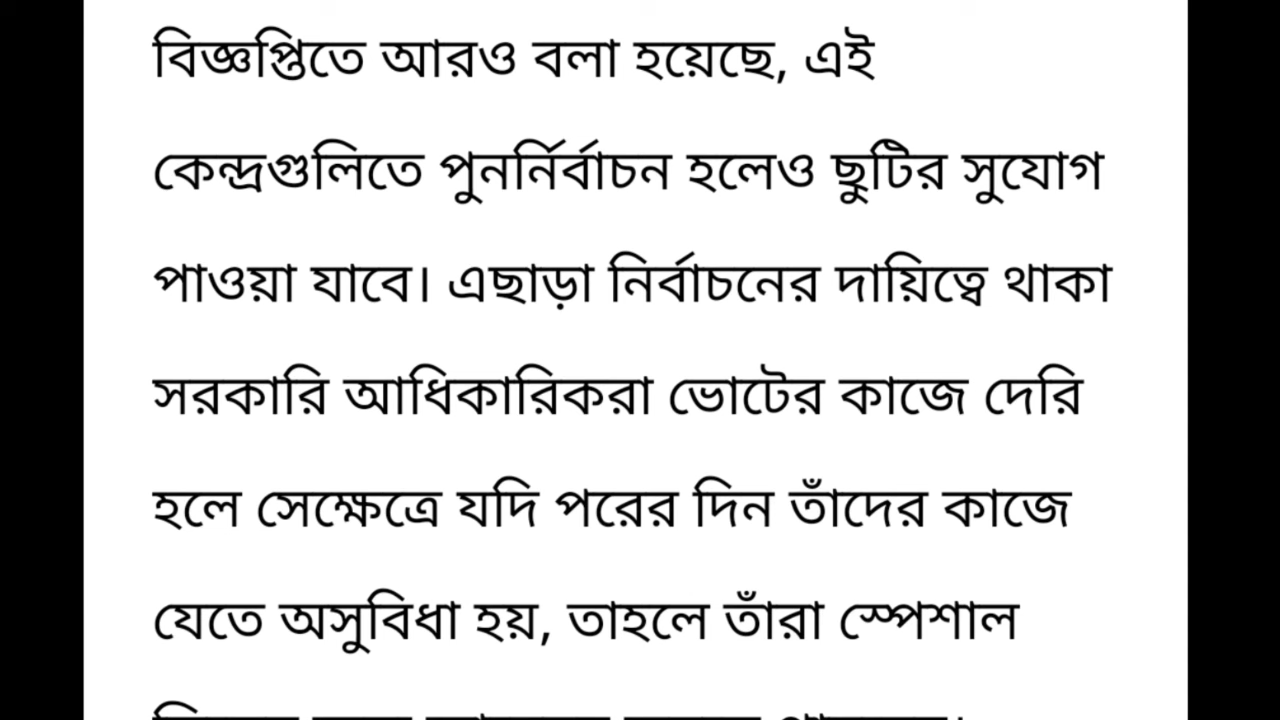 বিজ্ঞপ্তিতে আরও বলা হয়েছে, এই
কেন্দ্রগুলিতে পুনর্নির্বাচন হলেও ছুটির সুযোগ
পাওয়া যাবে। এছাড়া নির্বাচনের দায়িত্বে থাকা
সরকারি আধিকারিকরা ভোটের কাজে দেরি
হলে সেক্ষেত্রে যদি পরের দিন তাঁদের কাজে
যেতে অসুবিধা হয়, তাহলে তাঁরা স্পেশাল